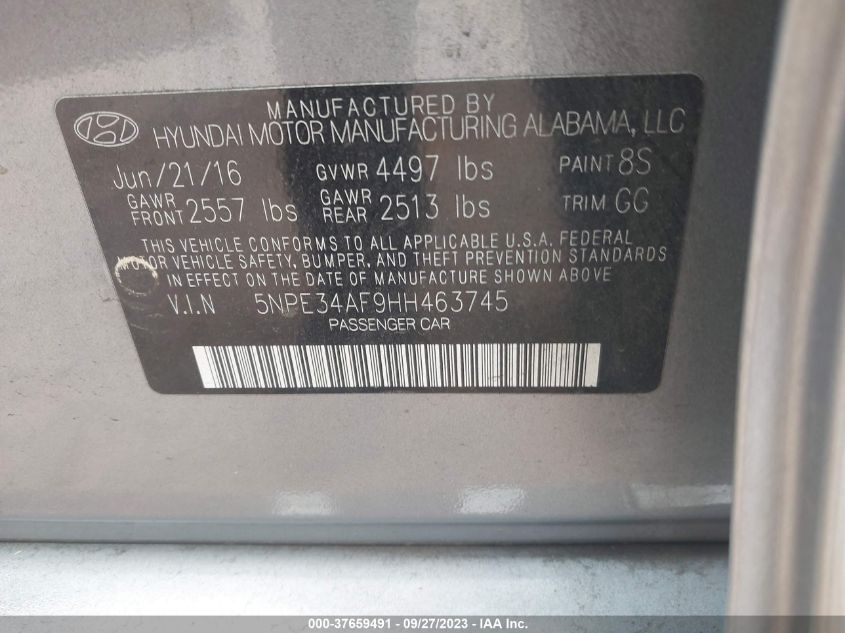 MANUFACTURED BY
HYUNDAI MOTOR MANUFACTURING ALABAMA, LLC
Jun/21/16 GVWR 4497 lbs PAINT 8S
GAWR FRONT 2557 lbs GAWR REAR 2513 lbs TRIM GG
THIS VEHICLE CONFORMS TO ALL APPLICABLE U.S.A. FEDERAL
MOTOR VEHICLE SAFETY, BUMPER, AND THEFT PREVENTION STANDARDS
IN EFFECT ON THE DATE OF MANUFACTURE SHOWN ABOVE
V.I.N 5NPE34AF9HH463745
PASSENGER CAR
000-37659491 - 09/27/2023 - IAA Inc.